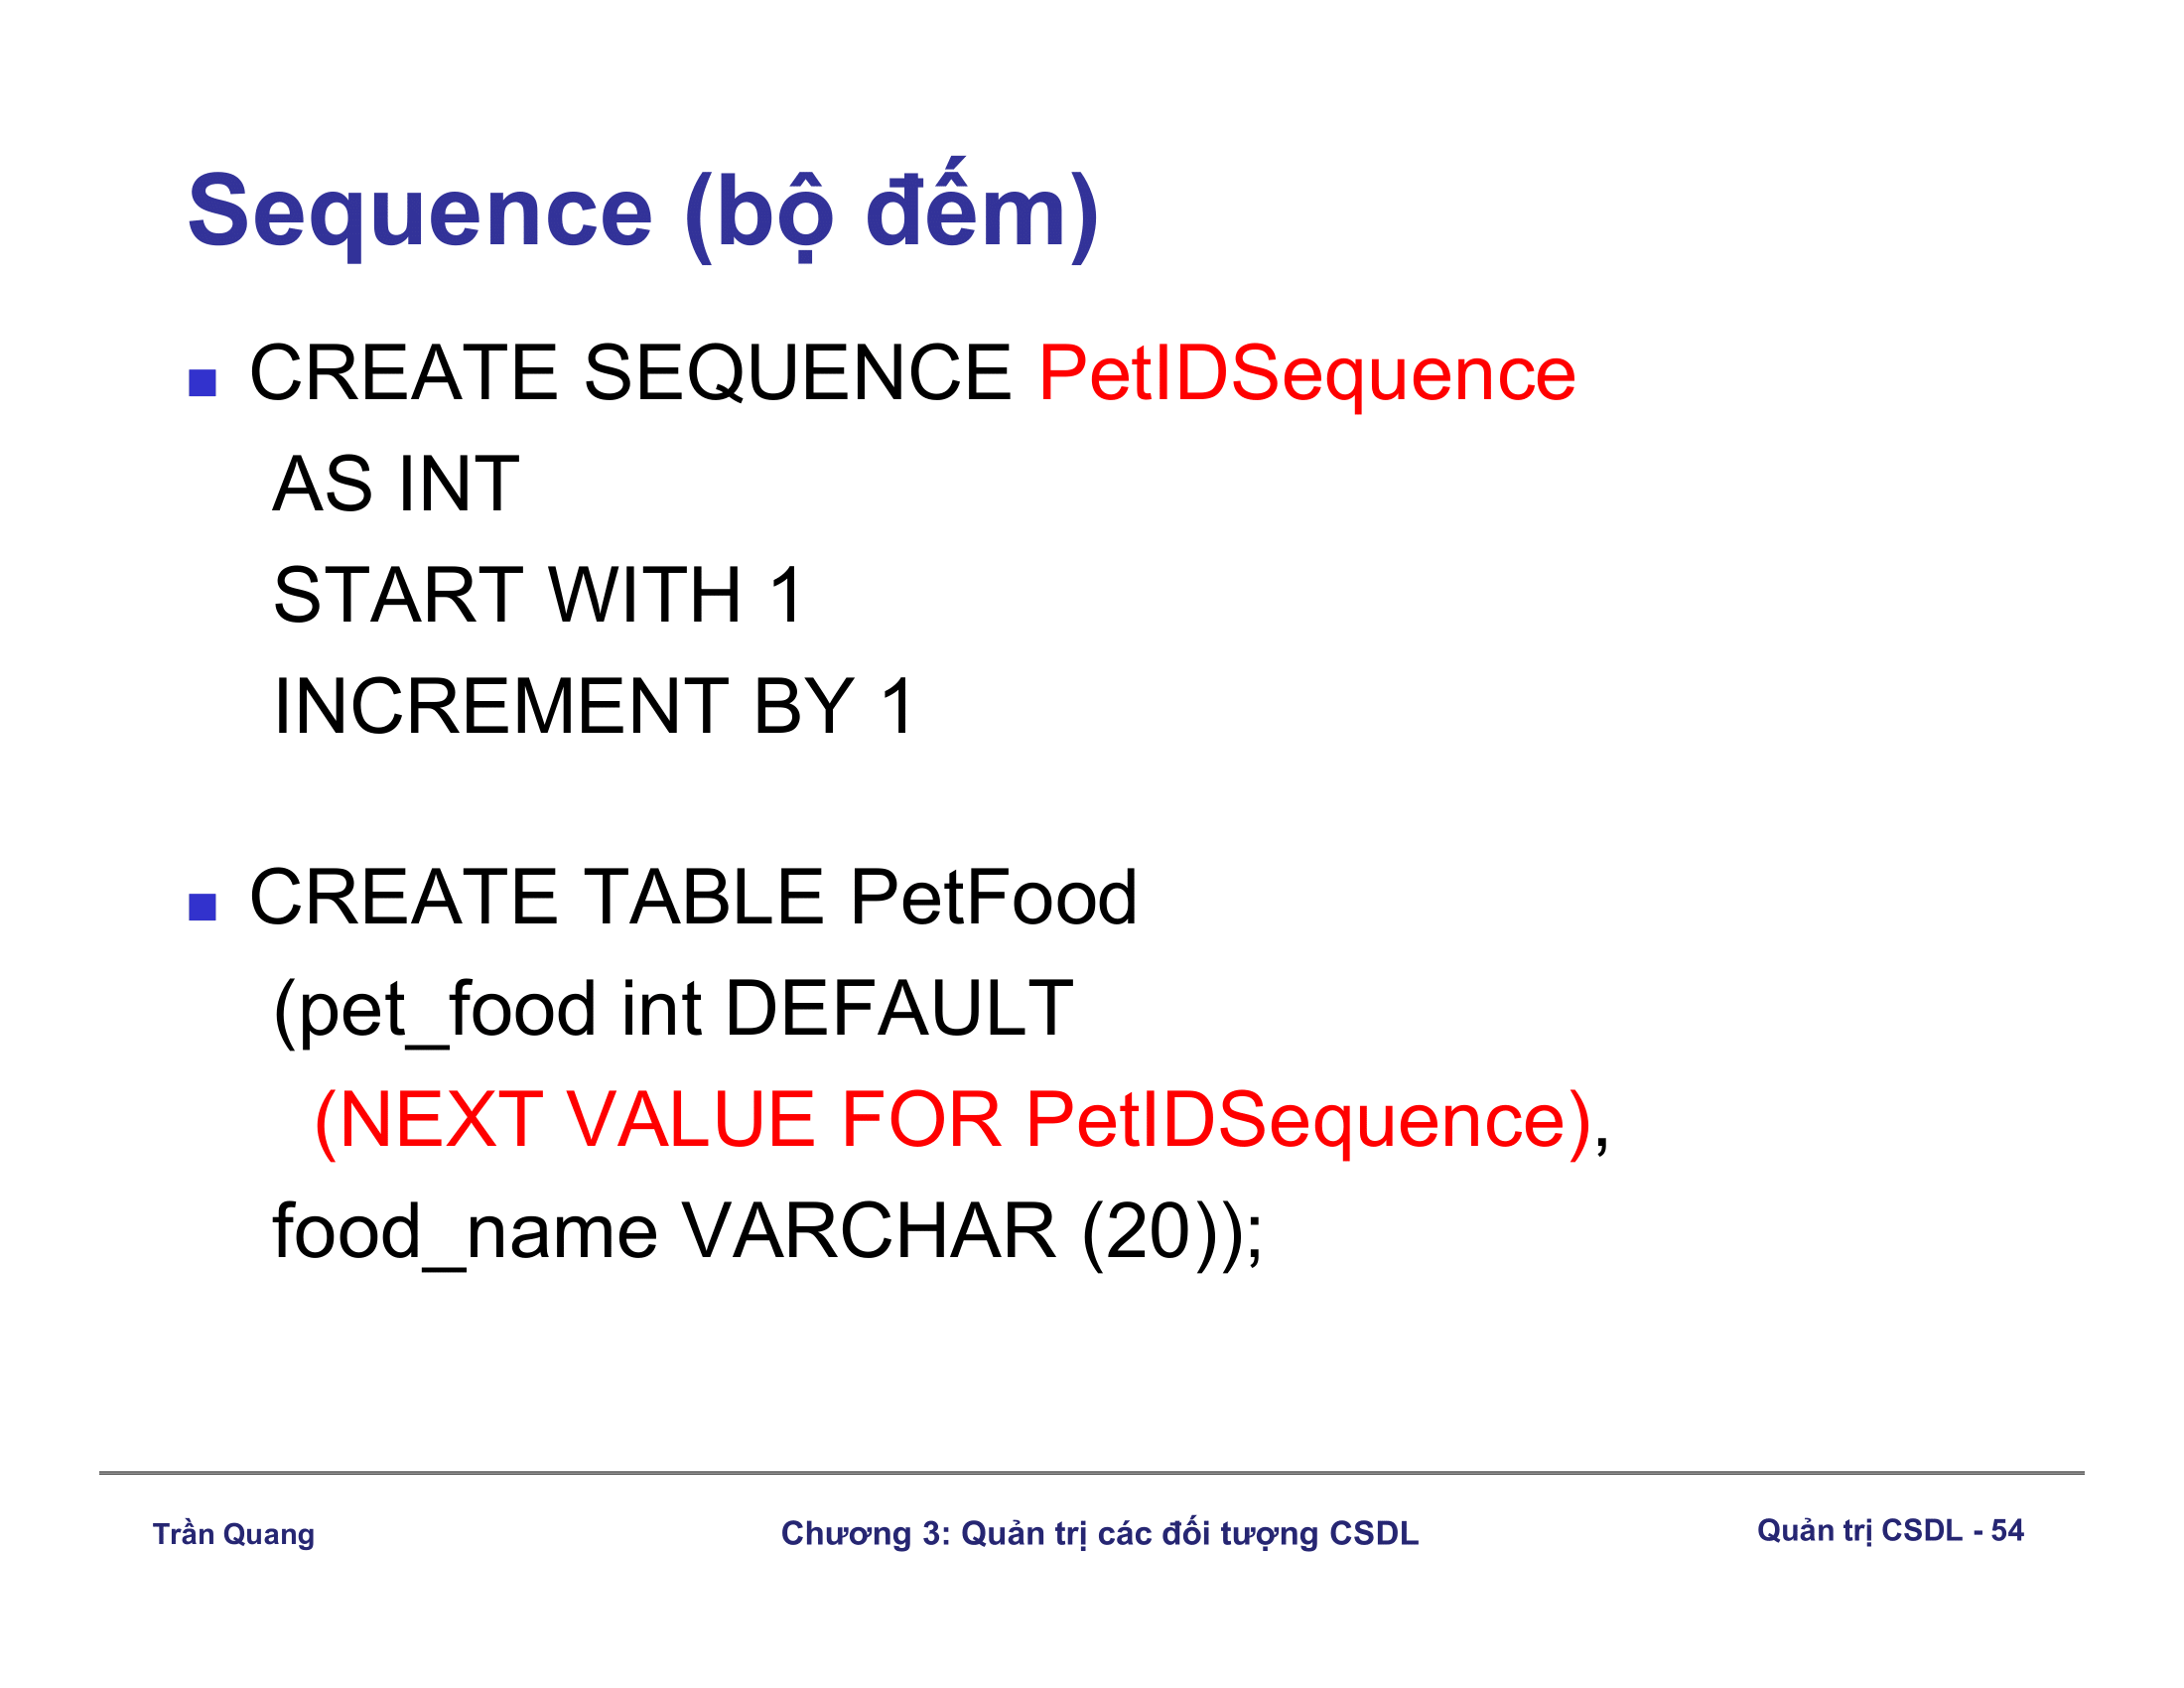 Sequence (bộ đếm)
CREATE SEQUENCE PetIDSequence
AS INT
START WITH 1
INCREMENT BY 1
CREATE TABLE PetFood
(pet_food int DEFAULT
(NEXT VALUE FOR PetIDSequence),
food_name VARCHAR (20));
Trần Quang
Chương 3: Quản trị các đối tượng CSDL
Quản trị CSDL - 54